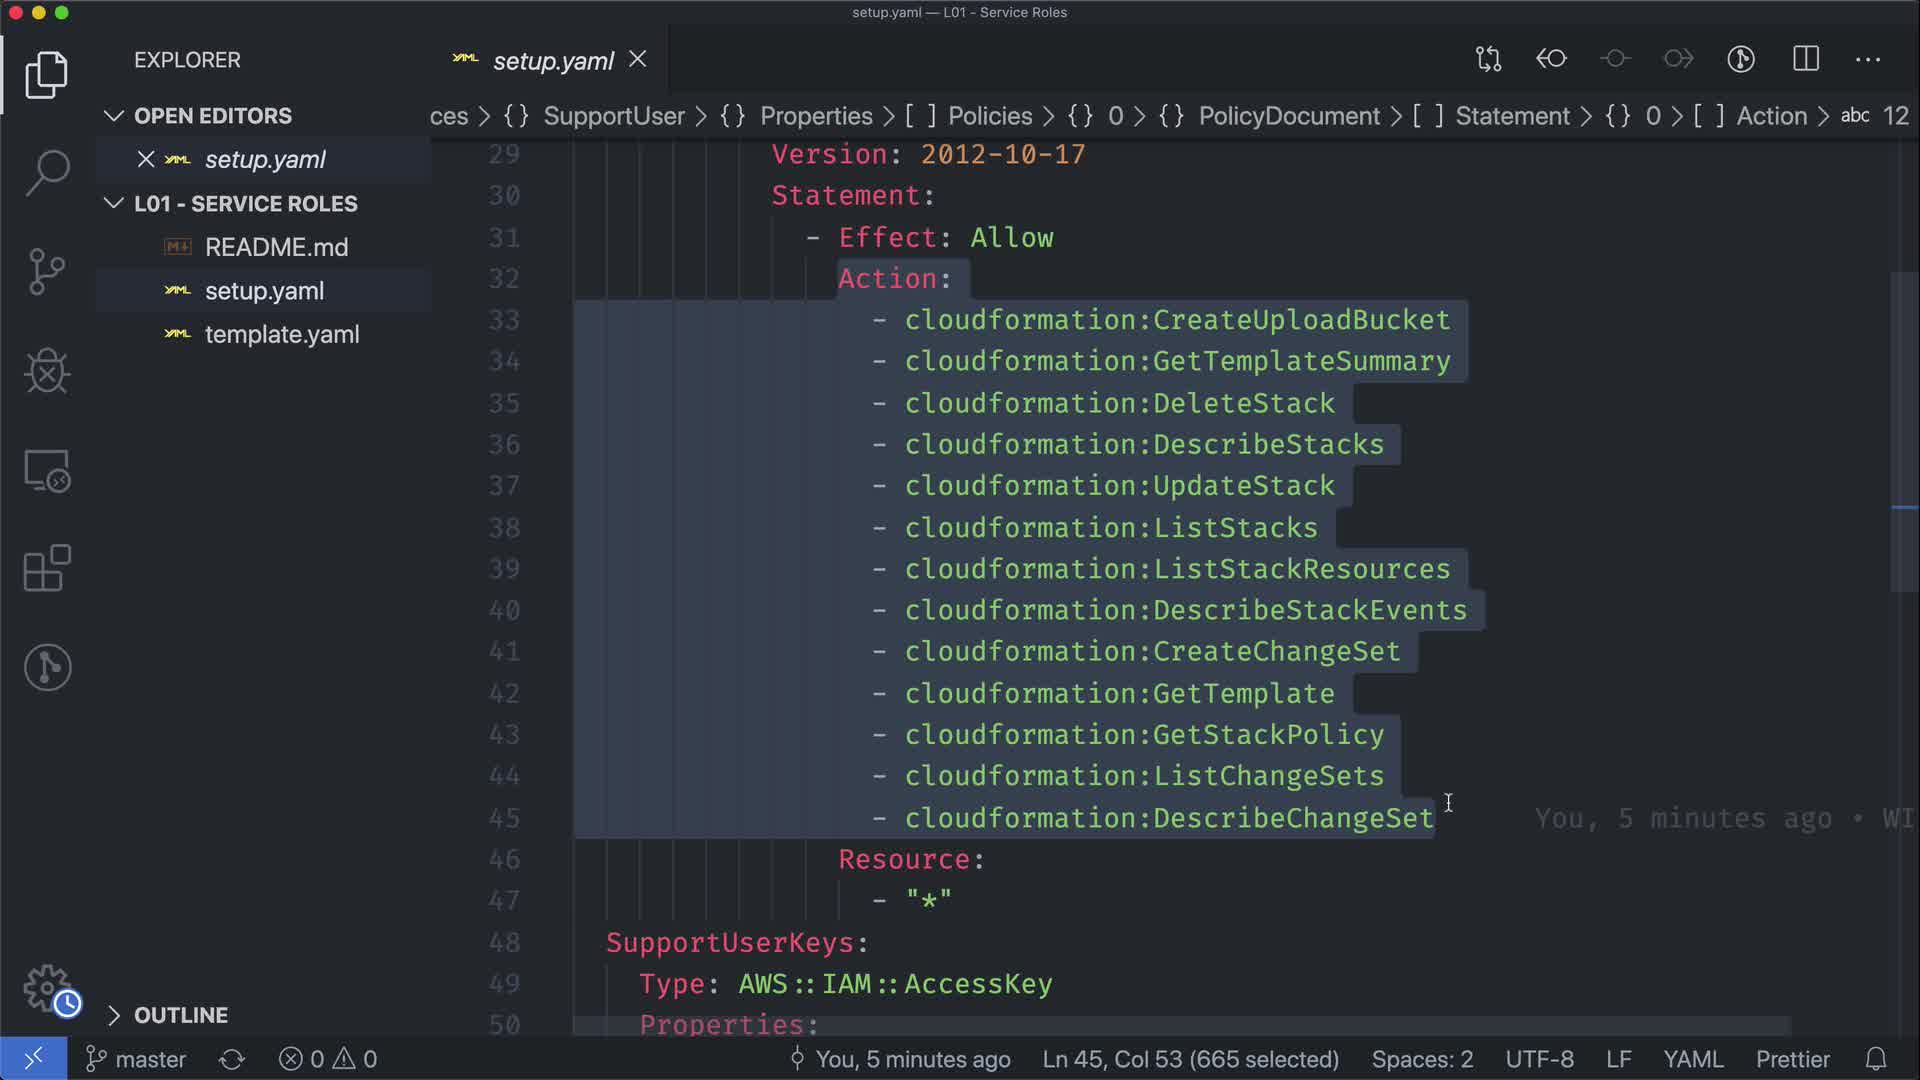 setup.yaml — L01 - Service Roles
EXPLORER
setup.yaml
OPEN EDITORS
setup.yaml
L01 - SERVICE ROLES
README.md
setup.yaml
template.yaml
OUTLINE
ces > {} SupportUser > {} Properties > [ ] Policies > {} 0 > {} PolicyDocument > [ ] Statement > {} 0 > [ ] Action > abc 12
29 Version: 2012-10-17
30 Statement:
31 - Effect: Allow
32 Action:
33 - cloudformation:CreateUploadBucket
34 - cloudformation:GetTemplateSummary
35 - cloudformation:DeleteStack
36 - cloudformation:DescribeStacks
37 - cloudformation:UpdateStack
38 - cloudformation:ListStacks
39 - cloudformation:ListStackResources
40 - cloudformation:DescribeStackEvents
41 - cloudformation:CreateChangeSet
42 - cloudformation:GetTemplate
43 - cloudformation:GetStackPolicy
44 - cloudformation:ListChangeSets
45 - cloudformation:DescribeChangeSet You, 5 minutes ago • WI
46 Resource:
47 - "*"
48 SupportUserKeys:
49 Type: AWS::IAM::AccessKey
50 Properties:
master 0 0 You, 5 minutes ago Ln 45, Col 53 (665 selected) Spaces: 2 UTF-8 LF YAML Prettier